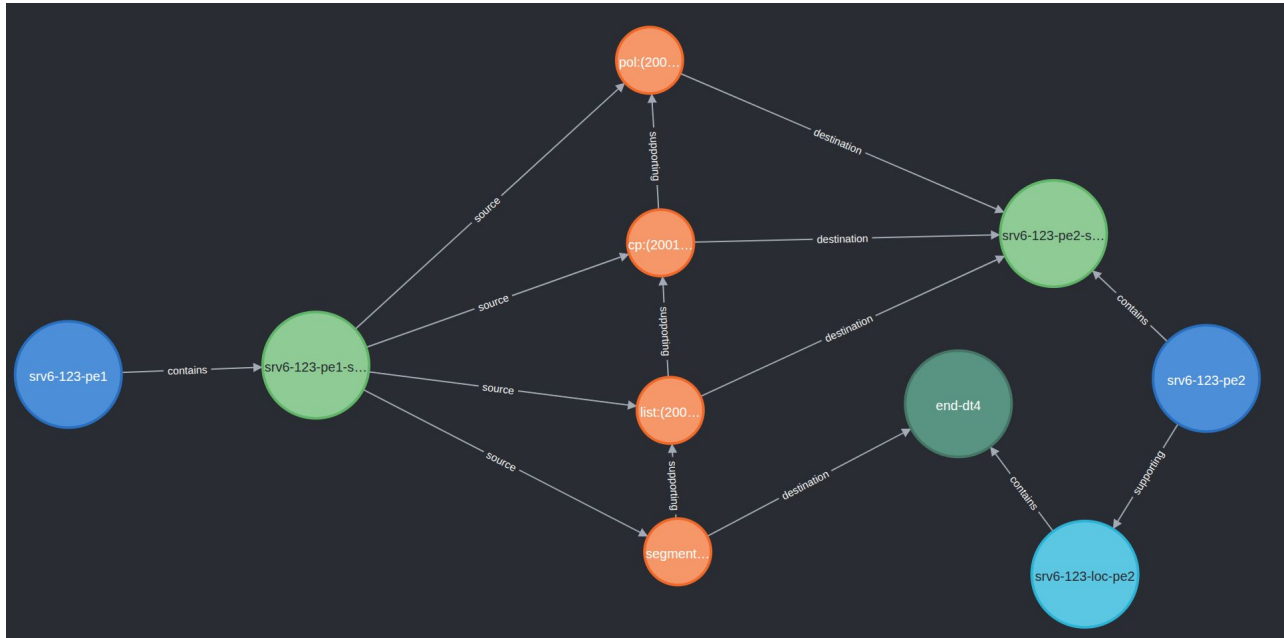 pol:(200…
supporting
destination
source
cp:(2001…
destination
srv6-123-pe2-s…
source
supporting
destination
contains
srv6-123-pe1
contains
srv6-123-pe1-s…
source
list:(200…
end-dt4
srv6-123-pe2
source
supporting
destination
contains
supporting
segment…
srv6-123-loc-pe2